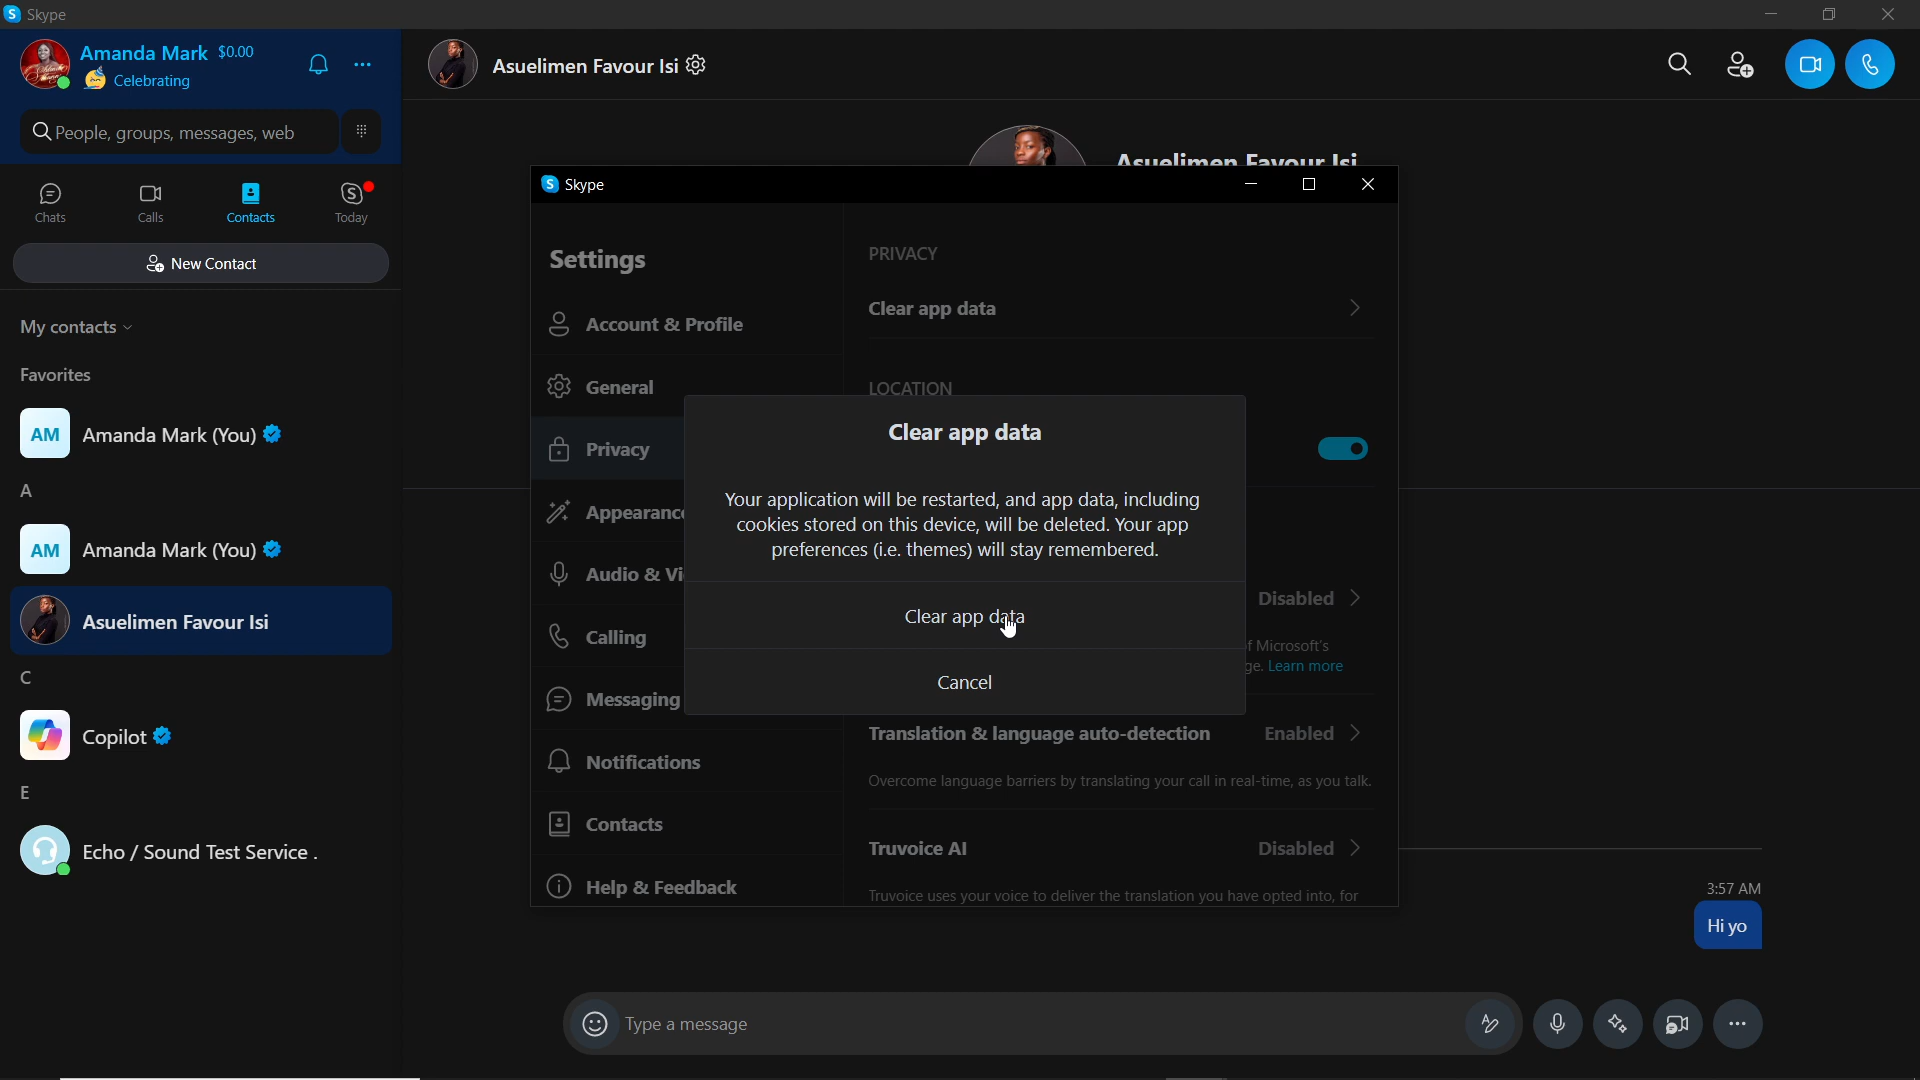 Skype
Amanda Mark $0.00
Celebrating
People, groups, messages, web
Chats
Calls
Contacts
Today
New Contact
My contacts
Favorites
AM Amanda Mark (You)
A
AM Amanda Mark (You)
Asuelimen Favour Isi
C
Copilot
E
Echo / Sound Test Service .
Asuelimen Favour Isi
Asuelimen Favour Isi
Skype
Settings
Account & Profile
General
Privacy
Appearance
Audio & Vi
Calling
Messaging
Notifications
Contacts
Help & Feedback
PRIVACY
Clear app data
LOCATION
Clear app data
Your application will be restarted, and app data, including
cookies stored on this device, will be deleted. Your app
preferences (i.e. themes) will stay remembered.
Clear app data
Cancel
Disabled
f Microsoft's
ge. Learn more
Translation & language auto-detection Enabled
Overcome language barriers by translating your call in real-time, as you talk.
Truvoice AI Disabled
Truvoice uses your voice to deliver the translation you have opted into, for
3:57 AM
Hi yo
Type a message